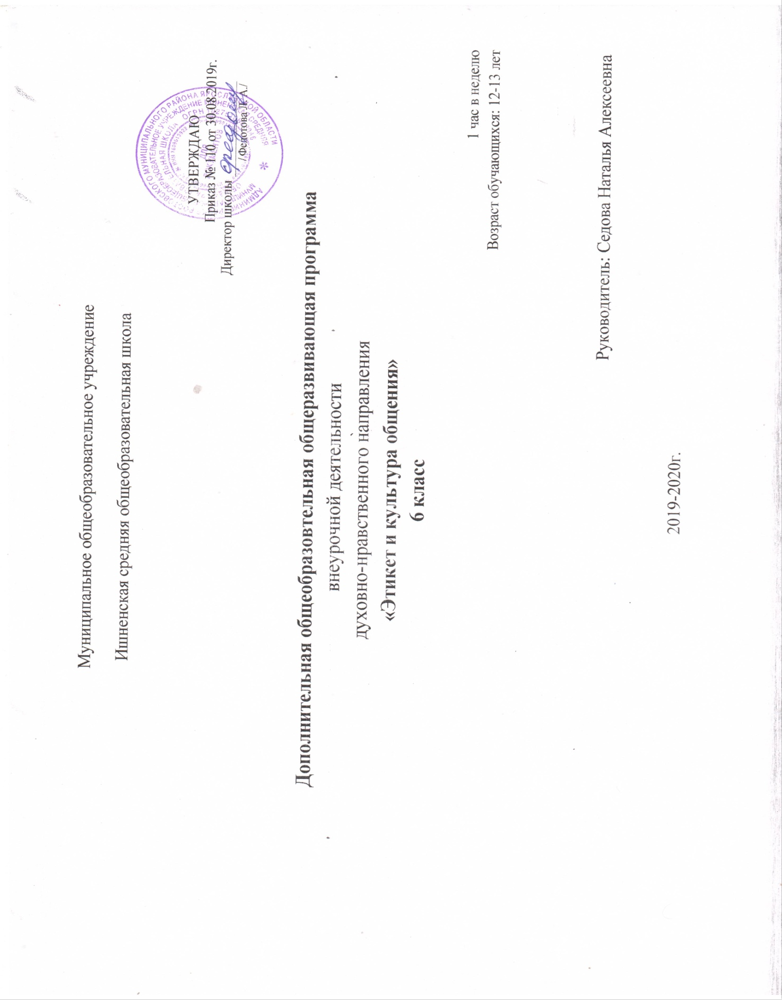 Муниципальное общеобразовательное учреждение
Ишненская средняя общеобразовательная школа
УТВЕРЖДАЮ
Приказ № 110 от 30.08.2019г.
Директор школы
/ Федотова Л.А./
Дополнительная общеобразовтельная общеразвивающая программа
внеурочной деятельности
духовно-нравственного направления
«Этикет и культура общения»
6 класс
1 час в неделю
Возраст обучающихся: 12-13 лет
Руководитель: Седова Наталья Алексеевна
2019-2020г.